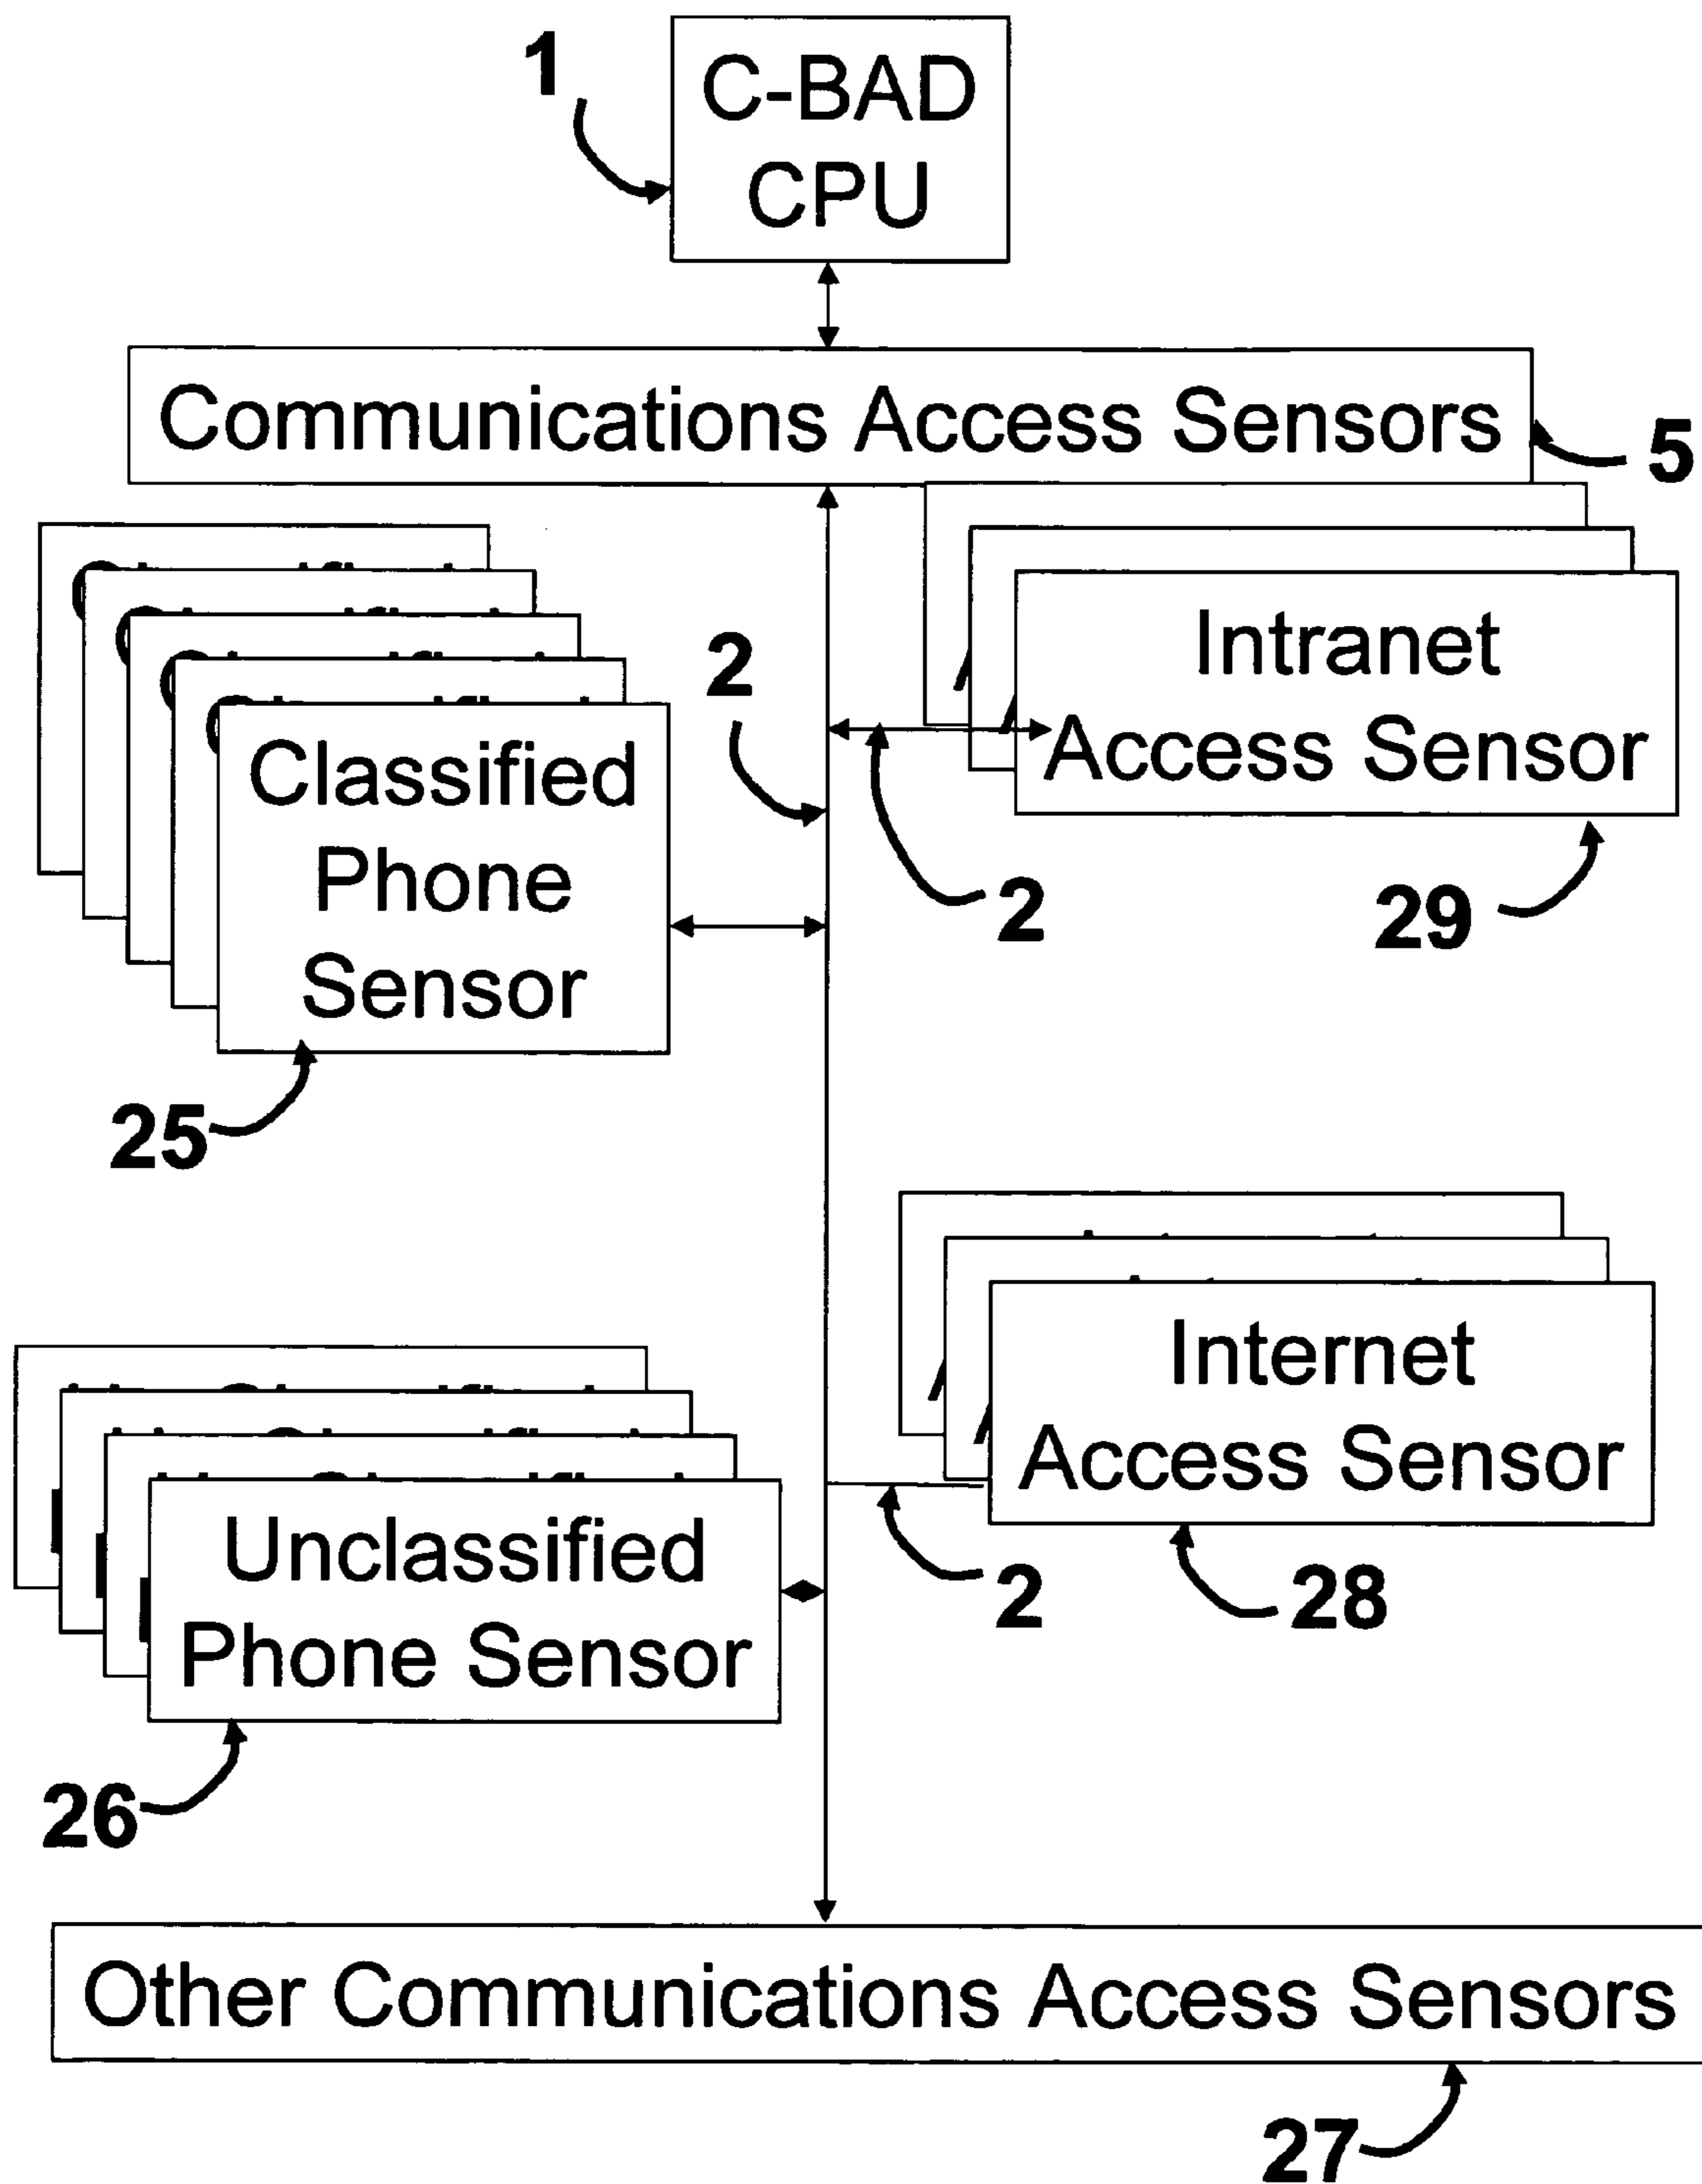 1
C-BAD
CPU
Communications Access Sensors
5
Intranet
Access Sensor
2
Classified
Phone
Sensor
2
29
25
Internet
Access Sensor
Unclassified
Phone Sensor
2
28
26
Other Communications Access Sensors
27